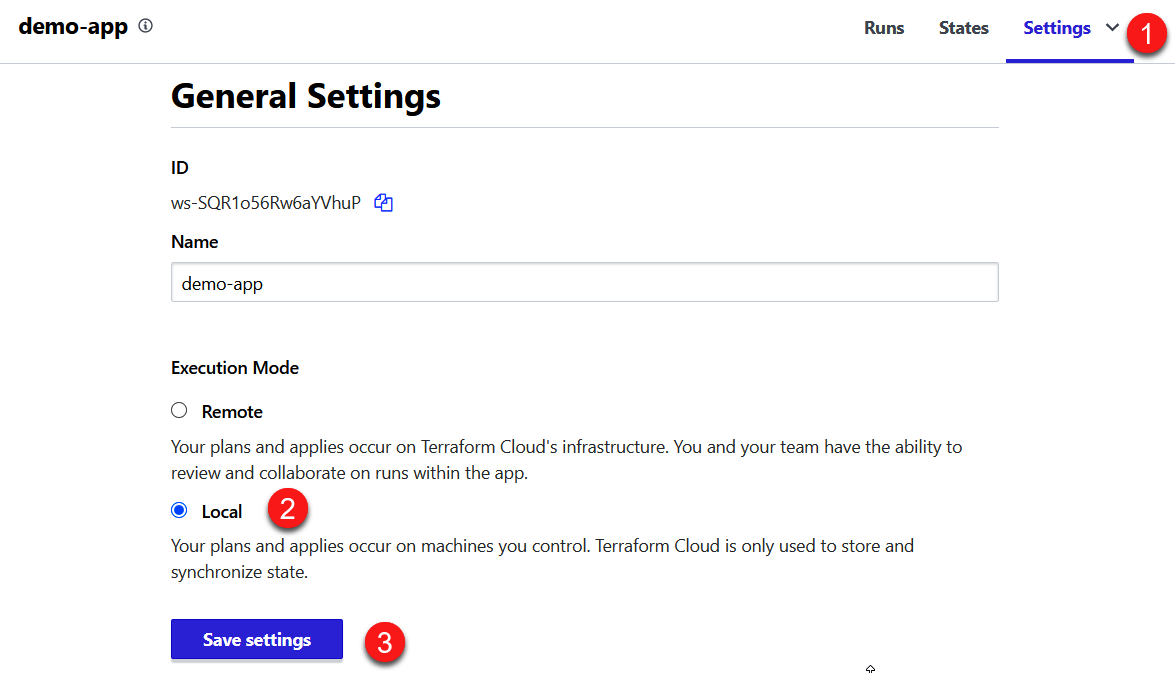 demo-app
Runs
States
Settings
1
General Settings
ID
ws-SQR1o56Rw6aYVhuP
Name
demo-app
Execution Mode
Remote
Your plans and applies occur on Terraform Cloud's infrastructure. You and your team have the ability to
review and collaborate on runs within the app.
Local
2
Your plans and applies occur on machines you control. Terraform Cloud is only used to store and
synchronize state.
Save settings
3